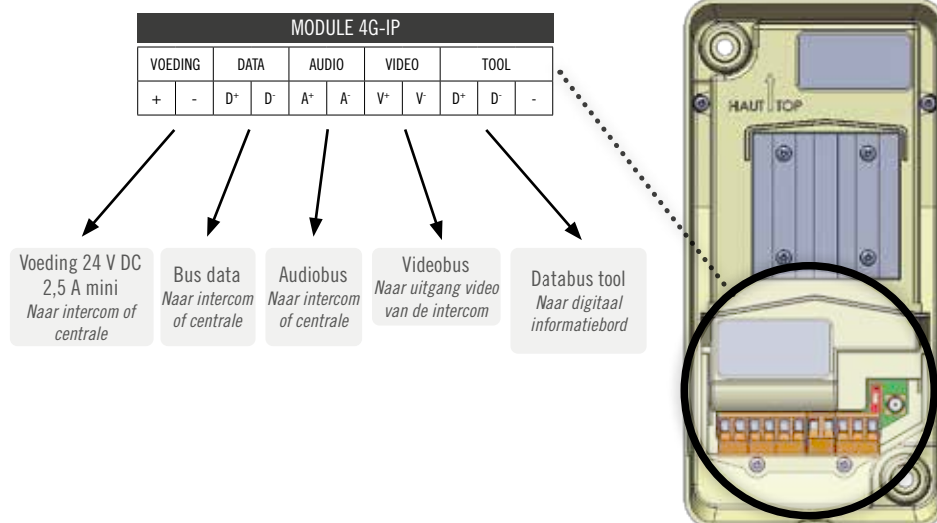 MODULE 4G-IP
VOEDING DATA AUDIO VIDEO TOOL
+ - D+ D- A+ A- V+ V- D+ D- -
HAUT TOP
Voeding 24 V DC
2,5 A mini
Naar intercom of
centrale
Bus data
Naar intercom
of centrale
Audiobus
Naar intercom
of centrale
Videobus
Naar uitgang video
van de intercom
Databus tool
Naar digitaal
informatiebord